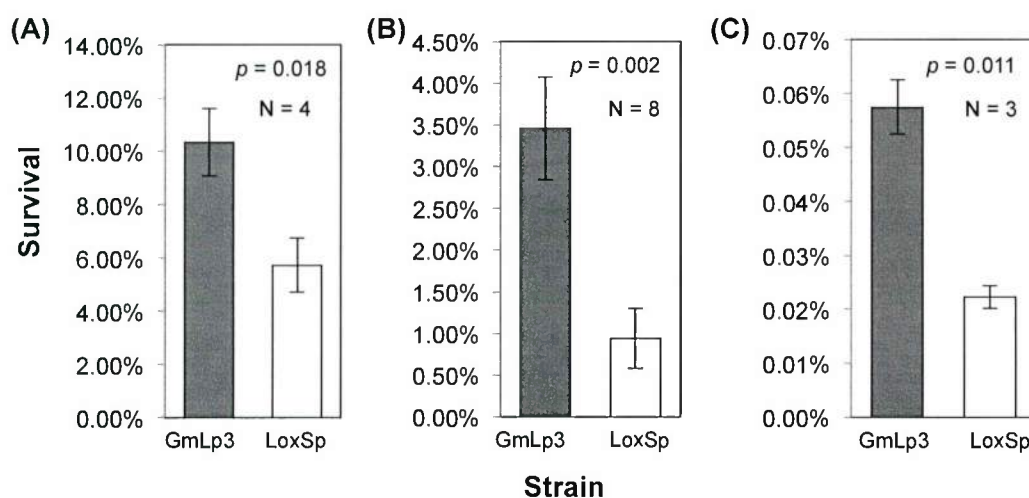 (A)
14.00%
12.00%
10.00%
8.00%
6.00%
4.00%
2.00%
0.00%
p = 0.018
N = 4
GmLp3 LoxSp
(B)
4.50%
4.00%
3.50%
3.00%
2.50%
2.00%
1.50%
1.00%
0.50%
0.00%
p = 0.002
N = 8
GmLp3 LoxSp
(C)
0.07%
0.06%
0.05%
0.04%
0.03%
0.02%
0.01%
0.00%
p = 0.011
N = 3
GmLp3 LoxSp
Survival
Strain